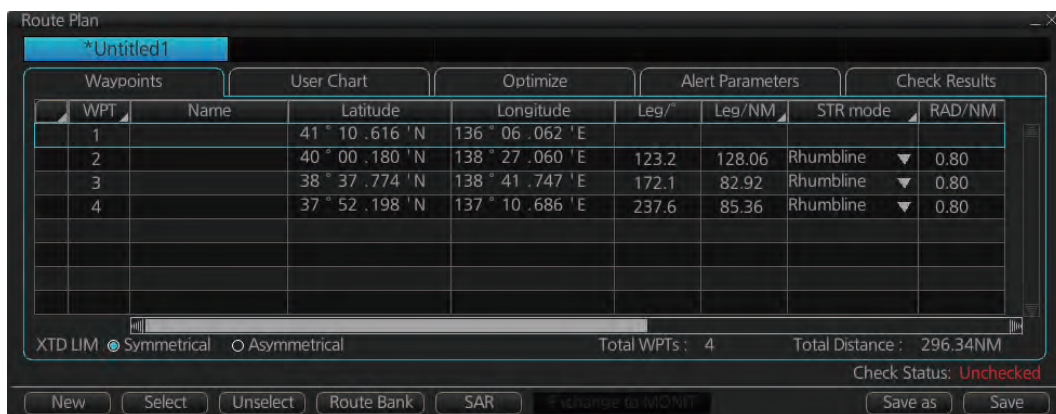 Route Plan
*Untitled1
Waypoints User Chart Optimize Alert Parameters Check Results
WPT Name Latitude Longitude Leg/° Leg/NM STR mode RAD/NM
1 41 ° 10 .616 'N 136 ° 06 .062 'E
2 40 ° 00 .180 'N 138 ° 27 .060 'E 123.2 128.06 Rhumbline 0.80
3 38 ° 37 .774 'N 138 ° 41 .747 'E 172.1 82.92 Rhumbline 0.80
4 37 ° 52 .198 'N 137 ° 10 .686 'E 237.6 85.36 Rhumbline 0.80
XTD LIM Symmetrical Asymmetrical Total WPTs : 4 Total Distance : 296.34NM
Check Status: Unchecked
New Select Unselect Route Bank SAR Exchange to MONIT Save as Save